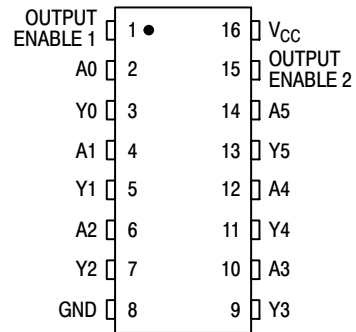 OUTPUT
ENABLE 1 1 16 VCC
A0 2 15 OUTPUT
ENABLE 2
Y0 3 14 A5
A1 4 13 Y5
Y1 5 12 A4
A2 6 11 Y4
Y2 7 10 A3
GND 8 9 Y3